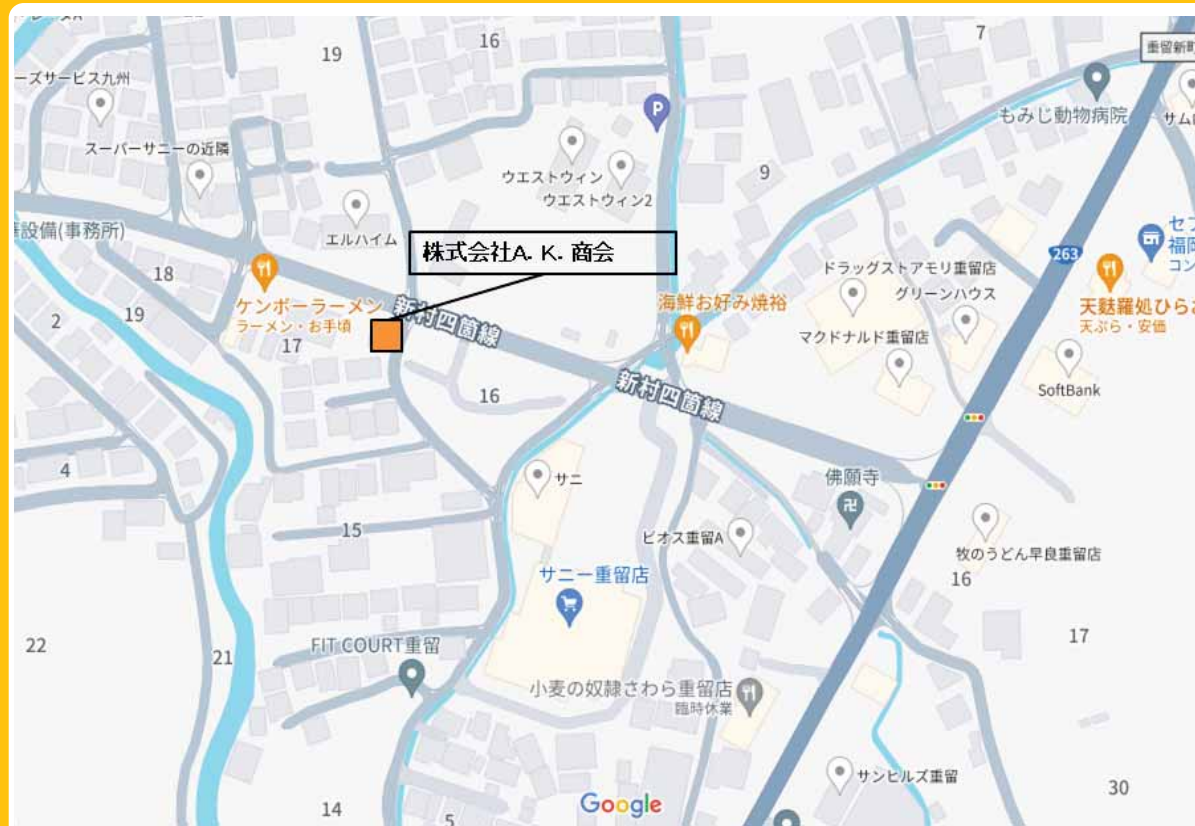 19
16
7
重留新町
ーズサービス九州
もみじ動物病院
スーパーサニーの近隣
P
ウエストウィン
ウエストウィン2
9
設備(事務所)
エルハイム
株式会社A. K. 商会
18
263
ドラッグストアモリ重留店
グリーンハウス
ケンボーラーメン
ラーメン・お手頃
新村四箇線
海鮮お好み焼裕
天麩羅処ひらお
天ぷら・安価
2
19
17
マクドナルド重留店
SoftBank
16
新村四箇線
4
サニ
佛願寺
卍
15
ビオス重留A
牧のうどん早良重留店
16
サニー重留店
22
21
FIT COURT重留
17
小麦の奴隷さわら重留店
臨時休業
サンヒルズ重留
30
14
5
Google